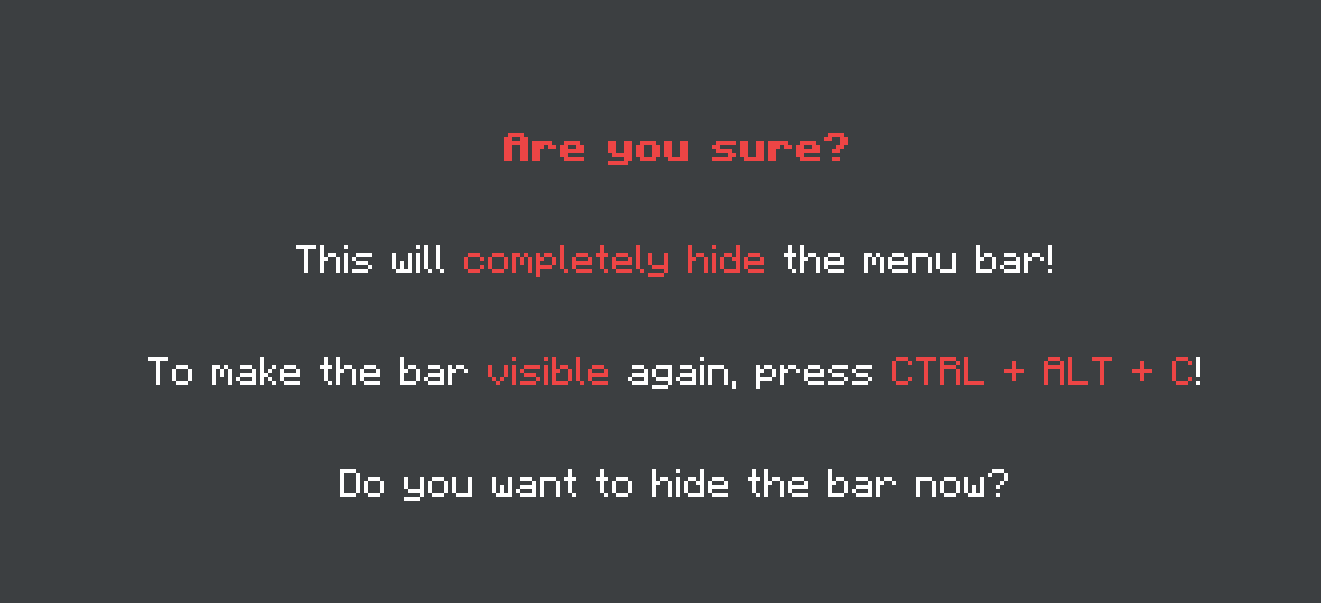 Are you sure?
This will completely hide the menu bar!
To make the bar visible again, press CTRL + ALT + C!
Do you want to hide the bar now?